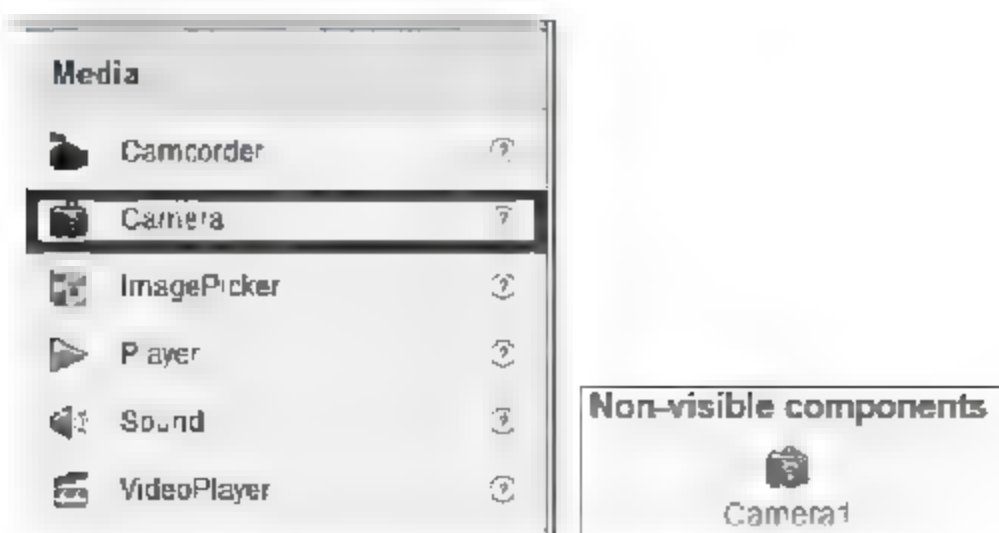 Media
Camcorder
Camera
ImagePicker
Player
Sound
VideoPlayer
Non-visible components
Camera1